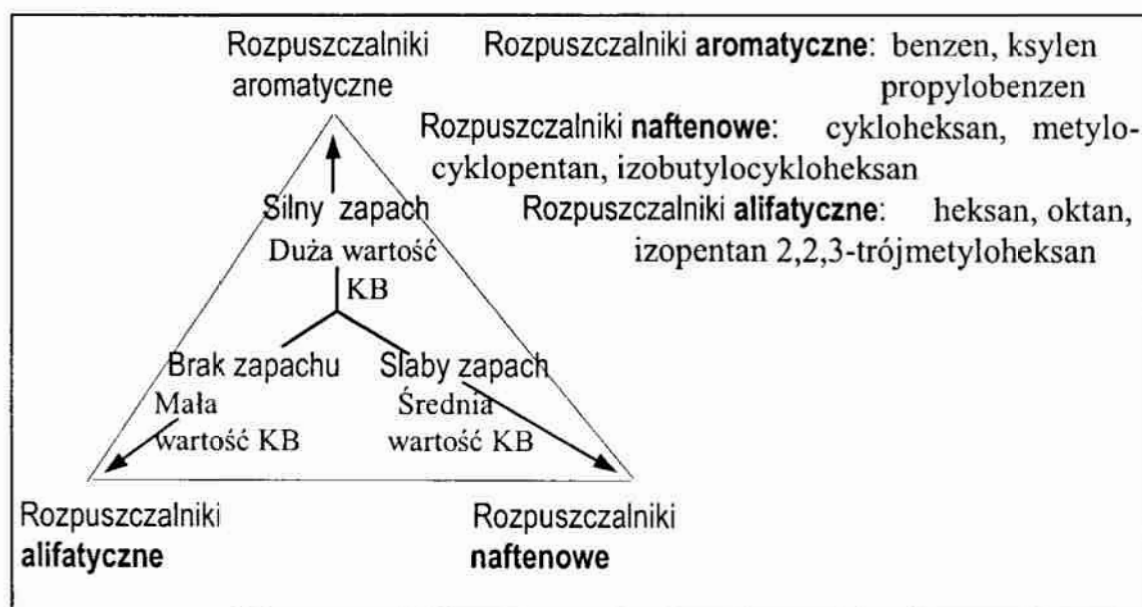 Rozpuszczalniki
aromatyczne
Rozpuszczalniki aromatyczne: benzen, ksylen
propylobenzen
Rozpuszczalniki naftenowe: cykloheksan, metylo-
cyklopentan, izobutylocykloheksan
Rozpuszczalniki alifatyczne: heksan, oktan,
izopentan 2,2,3-trójmetyloheksan
Silny zapach
Duża wartość
KB
Brak zapachu
Mała
wartość KB
Slaby zapach
Średnia
wartość KB
Rozpuszczalniki
alifatyczne
Rozpuszczalniki
naftenowe